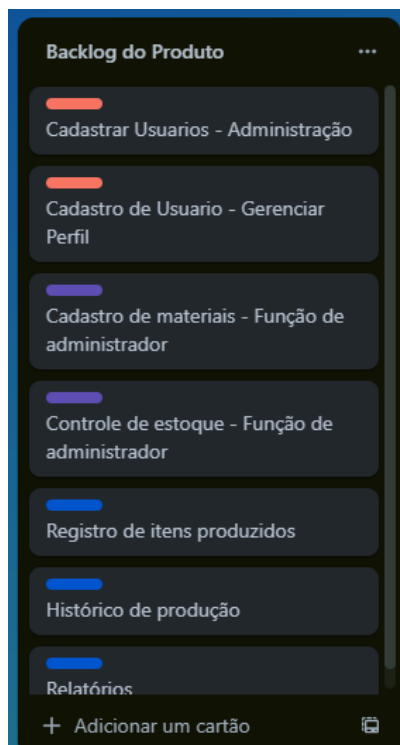 Backlog do Produto
Cadastrar Usuarios - Administração
Cadastro de Usuario - Gerenciar
Perfil
Cadastro de materiais - Função de
administrador
Controle de estoque - Função de
administrador
Registro de itens produzidos
Histórico de produção
Relatórios
+ Adicionar um cartão